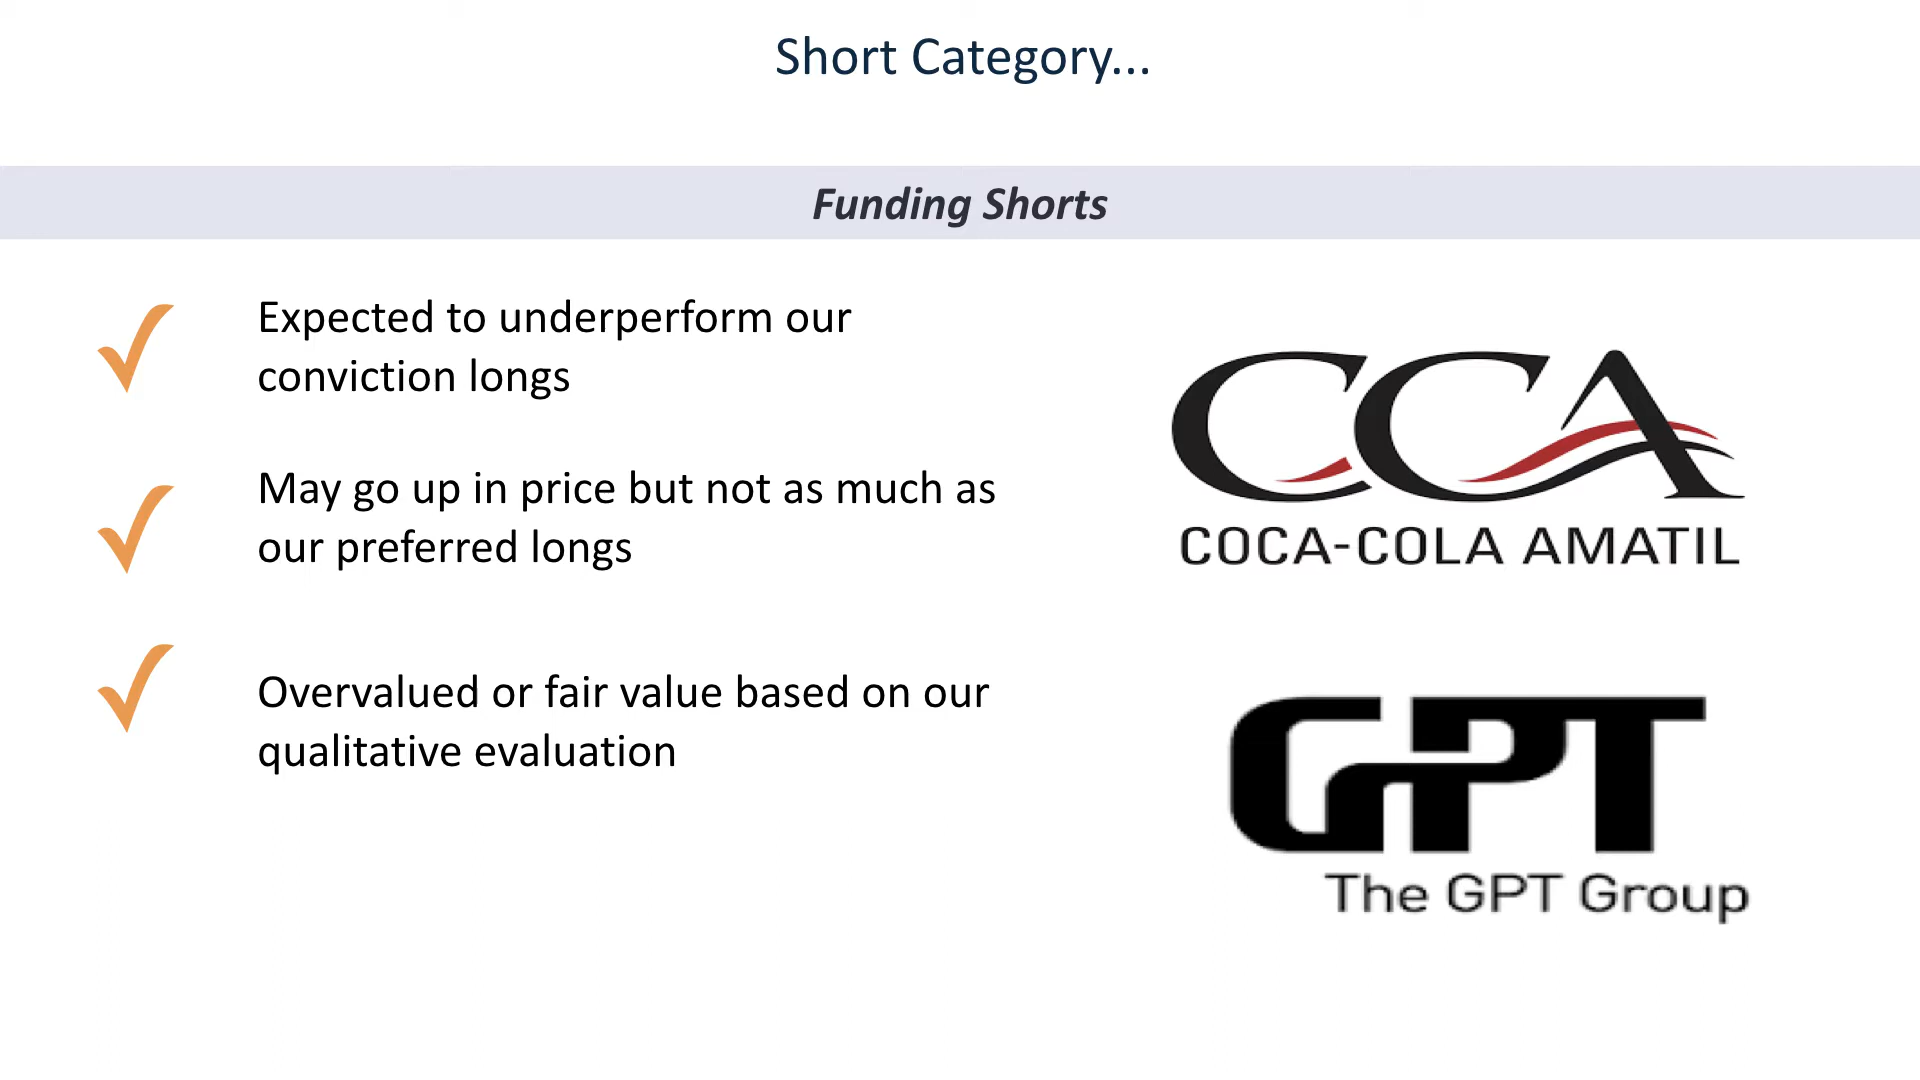 Short Category...
Funding Shorts
Expected to underperform our
conviction longs
May go up in price but not as much as
our preferred longs
Overvalued or fair value based on our
qualitative evaluation
CCA
COCA-COLA AMATIL
GPT
The GPT Group